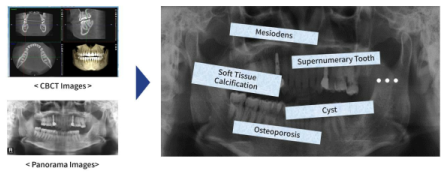 < CBCT Images >
R
< Panorama Images>
Mesiodens
Supernumerary Tooth
Soft Tissue
Calcification
Cyst
Osteoporosis